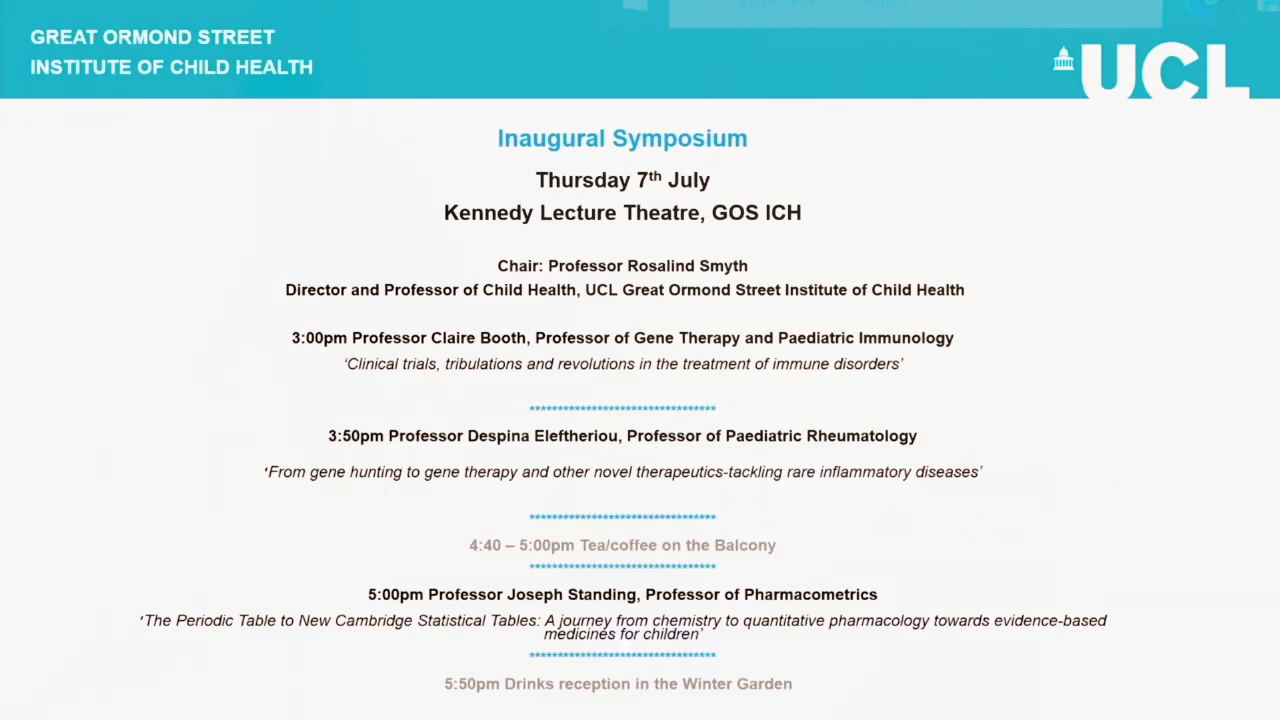 GREAT ORMOND STREET
INSTITUTE OF CHILD HEALTH
UCL
Inaugural Symposium
Thursday 7th July
Kennedy Lecture Theatre, GOS ICH
Chair: Professor Rosalind Smyth
Director and Professor of Child Health, UCL Great Ormond Street Institute of Child Health
3:00pm Professor Claire Booth, Professor of Gene Therapy and Paediatric Immunology
‘Clinical trials, tribulations and revolutions in the treatment of immune disorders’
*********************************
3:50pm Professor Despina Eleftheriou, Professor of Paediatric Rheumatology
‘From gene hunting to gene therapy and other novel therapeutics-tackling rare inflammatory diseases’
*********************************
4:40 – 5:00pm Tea/coffee on the Balcony
*********************************
5:00pm Professor Joseph Standing, Professor of Pharmacometrics
‘The Periodic Table to New Cambridge Statistical Tables: A journey from chemistry to quantitative pharmacology towards evidence-based
medicines for children’
*********************************
5:50pm Drinks reception in the Winter Garden